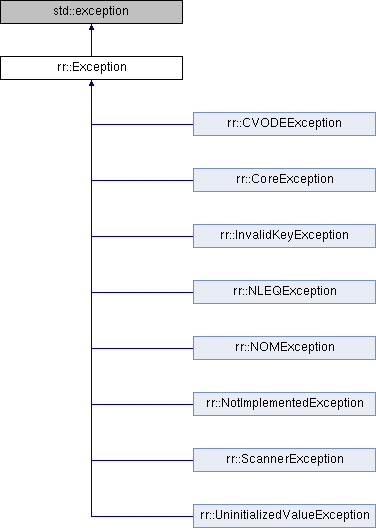 std::exception
rr::Exception
rr::CVODEException
rr::CoreException
rr::InvalidKeyException
rr::NLEQException
rr::NOMException
rr::NotImplementedException
rr::ScannerException
rr::UninitializedValueException